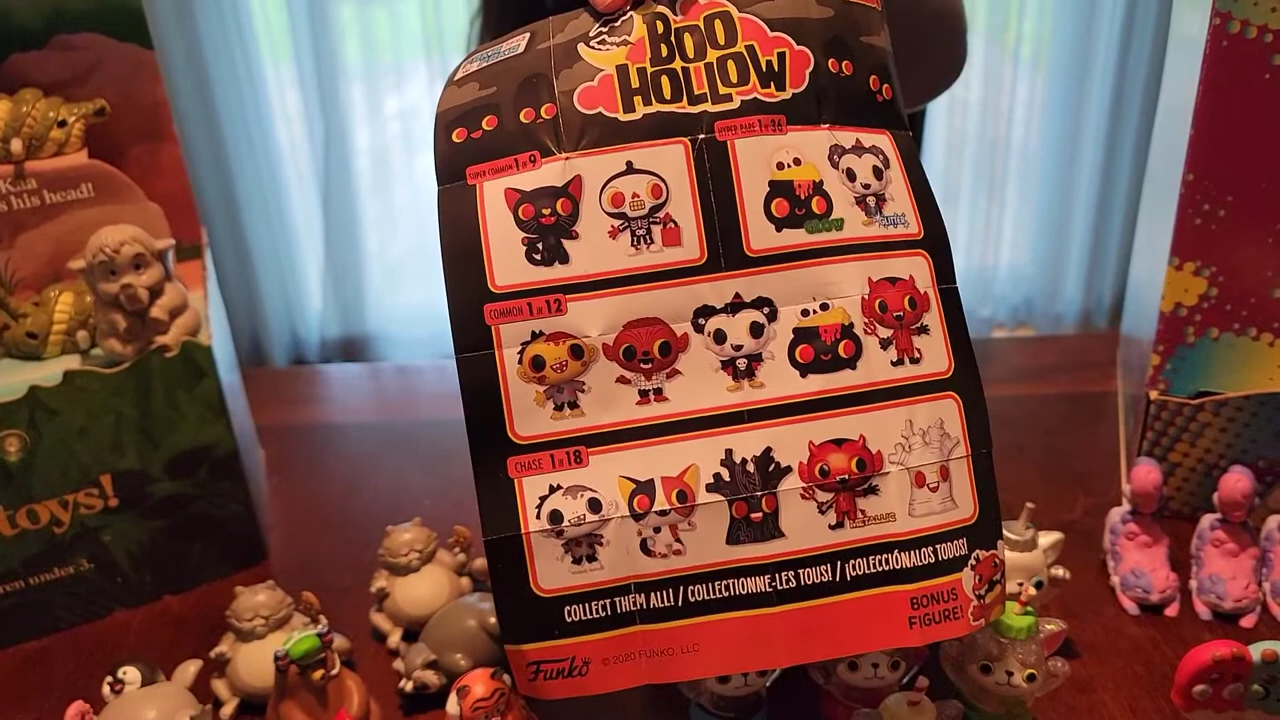 BOO
HOLLOW
SUPER COMMON 1 IN 9
HYPER RARE 1 IN 36
GLOW
GLITTER
COMMON 1 IN 12
CHASE 1 IN 18
METALLIC
COLLECT THEM ALL! / COLLECTIONNE-LES TOUS! / ¡COLECCIÓNALOS TODOS!
BONUS
FIGURE!
Funko © 2020 FUNKO, LLC
Kaa
s his head!
toys!
ren under 3.